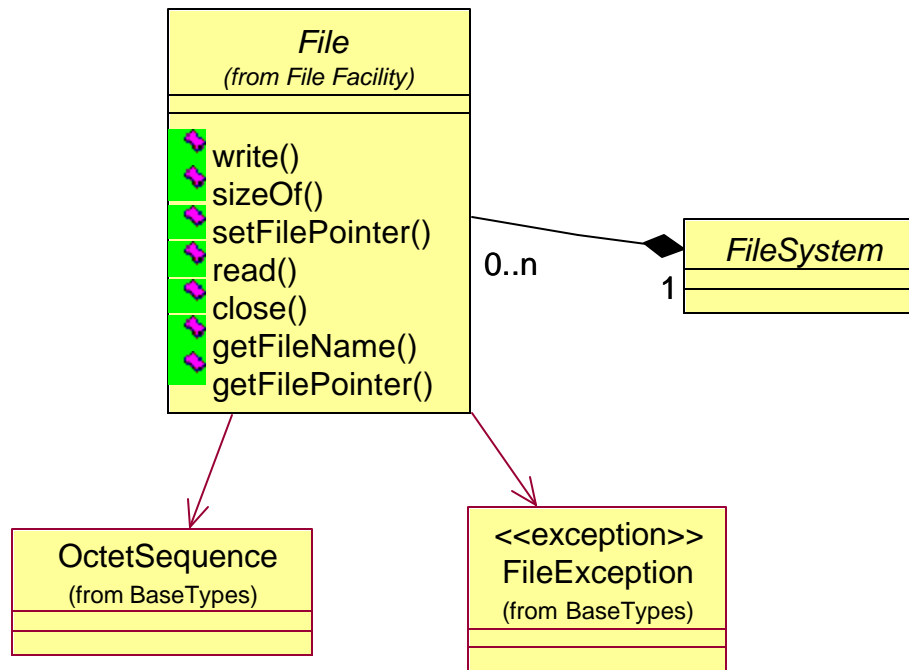 File
(from File Facility)
write()
sizeOf()
setFilePointer()
read()
close()
getFileName()
getFilePointer()
0..n
1
FileSystem
OctetSequence
(from BaseTypes)
<<exception>>
FileException
(from BaseTypes)